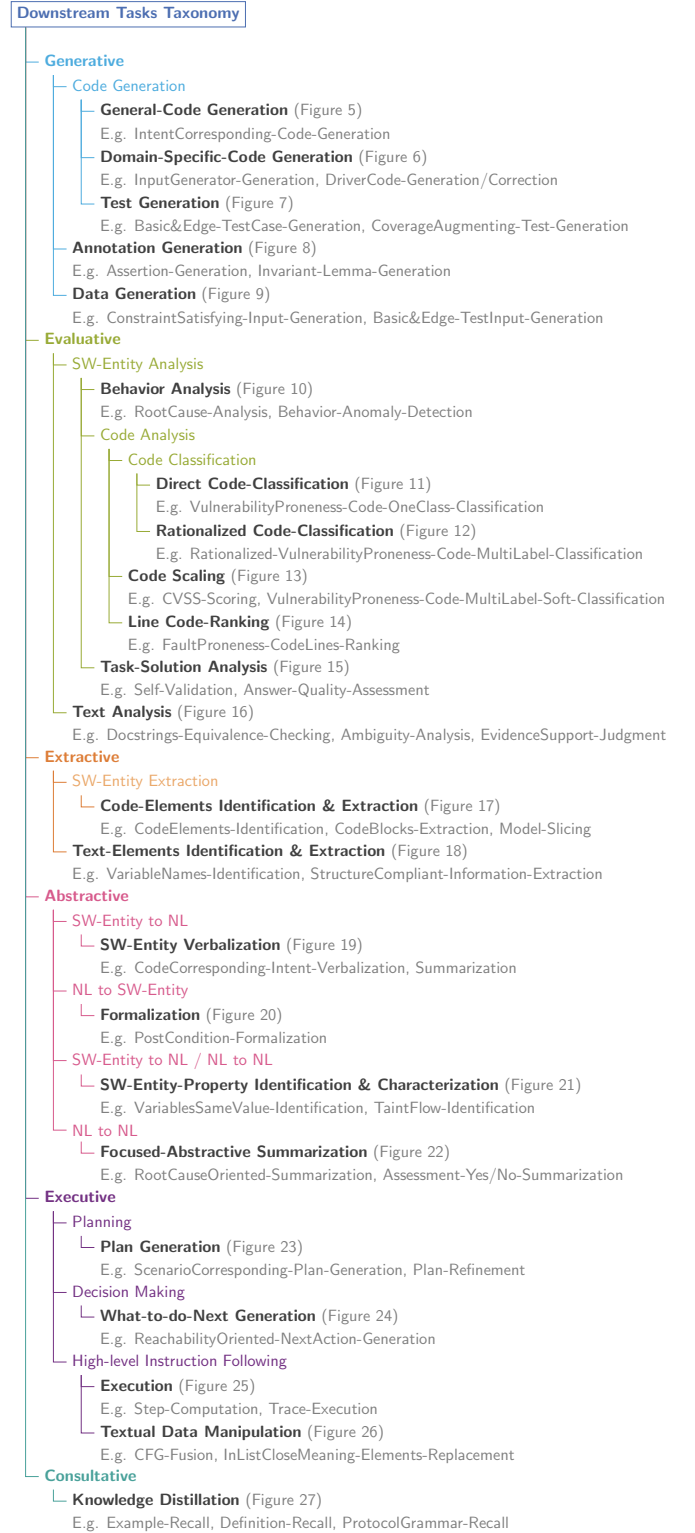 Downstream Tasks Taxonomy
Generative
Code Generation
General-Code Generation (Figure 5)
E.g. IntentCorresponding-Code-Generation
Domain-Specific-Code Generation (Figure 6)
E.g. InputGenerator-Generation, DriverCode-Generation/Correction
Test Generation (Figure 7)
E.g. Basic&Edge-TestCase-Generation, CoverageAugmenting-Test-Generation
Annotation Generation (Figure 8)
E.g. Assertion-Generation, Invariant-Lemma-Generation
Data Generation (Figure 9)
E.g. ConstraintSatisfying-Input-Generation, Basic&Edge-TestInput-Generation
Evaluative
SW-Entity Analysis
Behavior Analysis (Figure 10)
E.g. RootCause-Analysis, Behavior-Anomaly-Detection
Code Analysis
Code Classification
Direct Code-Classification (Figure 11)
E.g. VulnerabilityProneness-Code-OneClass-Classification
Rationalized Code-Classification (Figure 12)
E.g. Rationalized-VulnerabilityProneness-Code-MultiLabel-Classification
Code Scaling (Figure 13)
E.g. CVSS-Scoring, VulnerabilityProneness-Code-MultiLabel-Soft-Classification
Line Code-Ranking (Figure 14)
E.g. FaultProneness-CodeLines-Ranking
Task-Solution Analysis (Figure 15)
E.g. Self-Validation, Answer-Quality-Assessment
Text Analysis (Figure 16)
E.g. Docstrings-Equivalence-Checking, Ambiguity-Analysis, EvidenceSupport-Judgment
Extractive
SW-Entity Extraction
Code-Elements Identification & Extraction (Figure 17)
E.g. CodeElements-Identification, CodeBlocks-Extraction, Model-Slicing
Text-Elements Identification & Extraction (Figure 18)
E.g. VariableNames-Identification, StructureCompliant-Information-Extraction
Abstractive
SW-Entity to NL
SW-Entity Verbalization (Figure 19)
E.g. CodeCorresponding-Intent-Verbalization, Summarization
NL to SW-Entity
Formalization (Figure 20)
E.g. PostCondition-Formalization
SW-Entity to NL / NL to NL
SW-Entity-Property Identification & Characterization (Figure 21)
E.g. VariablesSameValue-Identification, TaintFlow-Identification
NL to NL
Focused-Abstractive Summarization (Figure 22)
E.g. RootCauseOriented-Summarization, Assessment-Yes/No-Summarization
Executive
Planning
Plan Generation (Figure 23)
E.g. ScenarioCorresponding-Plan-Generation, Plan-Refinement
Decision Making
What-to-do-Next Generation (Figure 24)
E.g. ReachabilityOriented-NextAction-Generation
High-level Instruction Following
Execution (Figure 25)
E.g. Step-Computation, Trace-Execution
Textual Data Manipulation (Figure 26)
E.g. CFG-Fusion, InListCloseMeaning-Elements-Replacement
Consultative
Knowledge Distillation (Figure 27)
E.g. Example-Recall, Definition-Recall, ProtocolGrammar-Recall